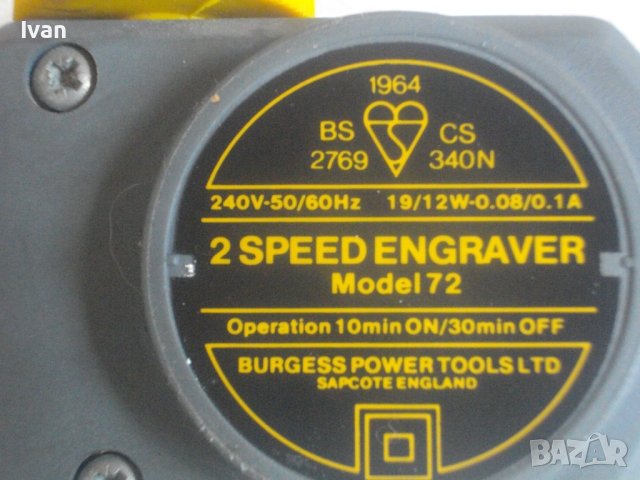 Ivan
1964
BS CS
2769 340N
240V-50/60Hz 19/12W-0.08/0.1A
2 SPEED ENGRAVER
Model 72
Operation 10min ON/30min OFF
BURGESS POWER TOOLS LTD
SAPCOTE ENGLAND
BAZAR